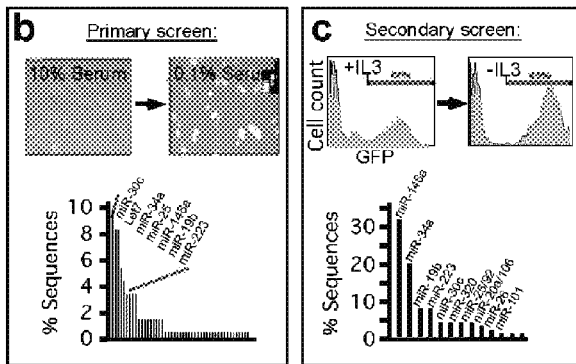 b
Primary screen:
10% Serum
0.1% Serum
% Sequences
10
8
6
4
2
0
miR-30c
Let7
miR-34a
miR-25
miR-146a
miR-19b
miR-223
c
Secondary screen:
+IL3
-IL3
Cell count
GFP
% Sequences
30
20
10
0
miR-146a
miR-34a
miR-19b
miR-223
miR-30c
miR-320
miR-25/92
miR-20a/106
miR-26
miR-101